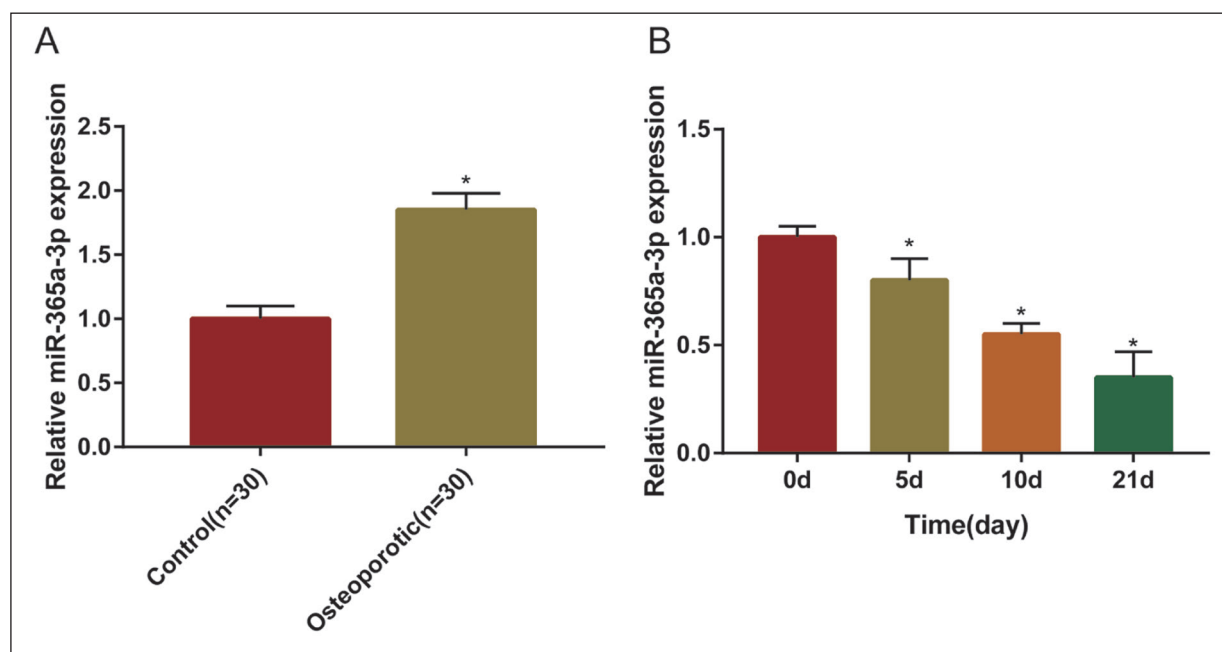 A
Relative miR-365a-3p expression
2.5
2.0
1.5
1.0
0.5
0.0
*
Control(n=30)
Osteoporotic(n=30)
B
Relative miR-365a-3p expression
1.5
1.0
0.5
0.0
*
*
*
0d 5d 10d 21d
Time(day)